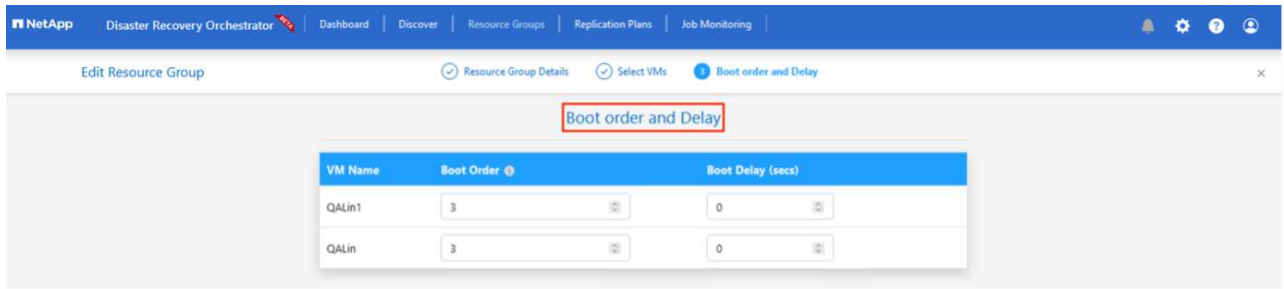 NetApp Disaster Recovery Orchestrator BETA Dashboard Discover Resource Groups Replication Plans Job Monitoring
Edit Resource Group Resource Group Details Select VMs 3 Boot order and Delay
Boot order and Delay
VM Name Boot Order Boot Delay (secs)
QALin1 3 0
QALin 3 0